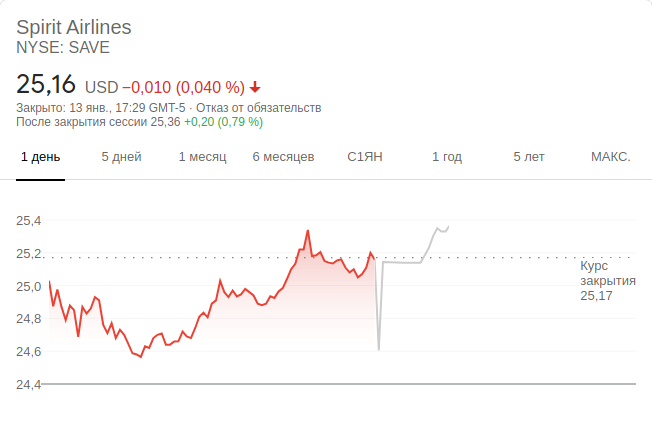 Spirit Airlines
NYSE: SAVE
25,16 USD −0,010 (0,040 %)
Закрыто: 13 янв., 17:29 GMT-5 · Отказ от обязательств
После закрытия сессии 25,36 +0,20 (0,79 %)
1 день 5 дней 1 месяц 6 месяцев С1ЯН 1 год 5 лет МАКС.
25,4
25,2
Курс
закрытия
25,17
25,0
24,8
24,6
24,4